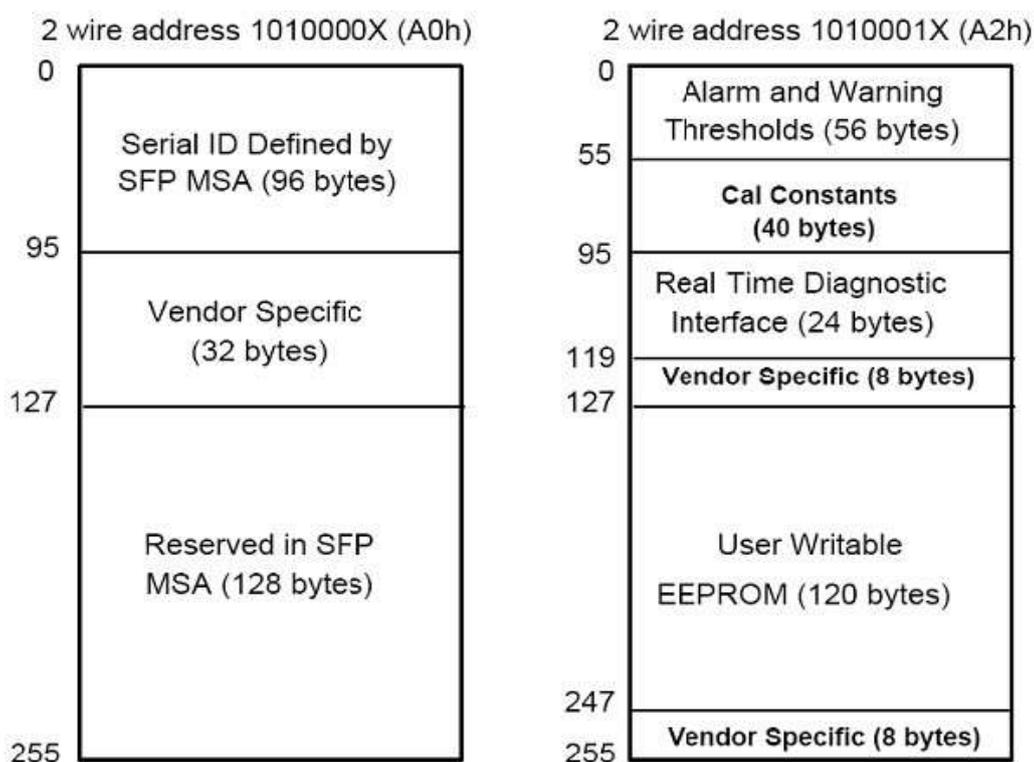 2 wire address 1010000X (A0h)
0
Serial ID Defined by
SFP MSA (96 bytes)
95
Vendor Specific
(32 bytes)
127
Reserved in SFP
MSA (128 bytes)
255
2 wire address 1010001X (A2h)
0
Alarm and Warning
Thresholds (56 bytes)
55
Cal Constants
(40 bytes)
95
Real Time Diagnostic
Interface (24 bytes)
119
Vendor Specific (8 bytes)
127
User Writable
EEPROM (120 bytes)
247
Vendor Specific (8 bytes)
255